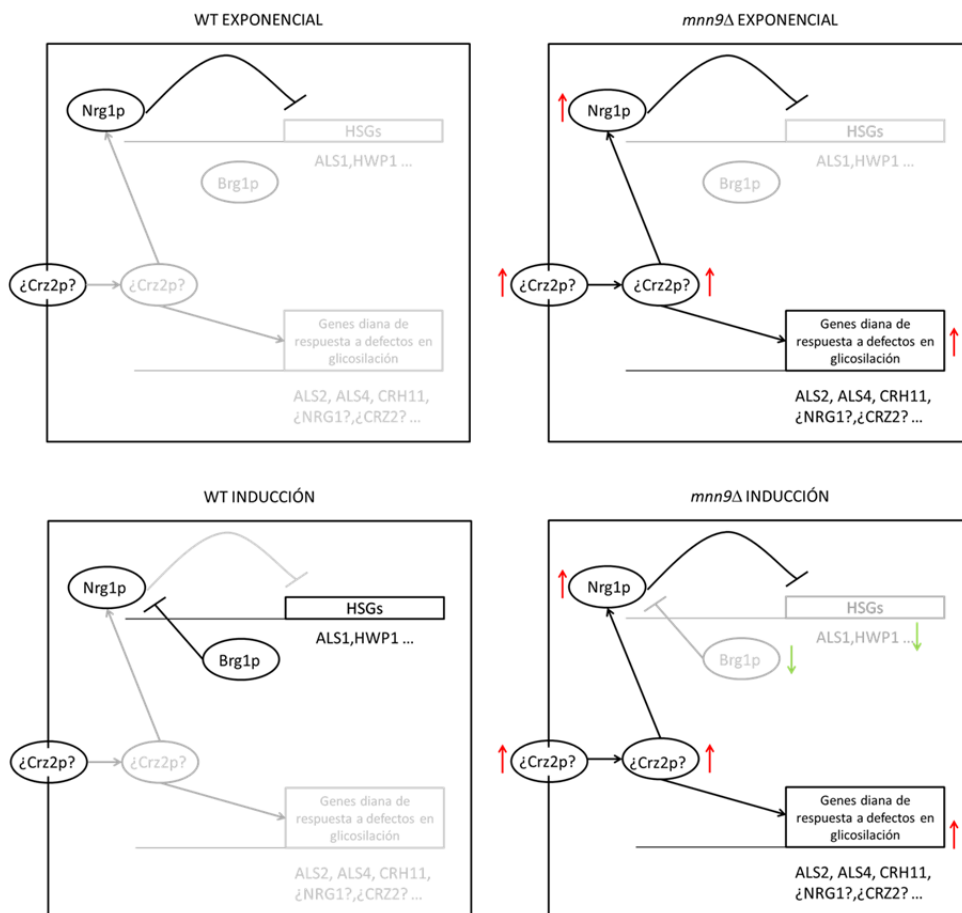 WT EXPONENCIAL
Nrg1p
HSGs
ALS1,HWP1 ...
Brg1p
¿Crz2p?
¿Crz2p?
Genes diana de
respuesta a defectos en
glicosilación
ALS2, ALS4, CRH11,
¿NRG1?,¿CRZ2? ...
mnn9Δ EXPONENCIAL
Nrg1p
HSGs
ALS1,HWP1 ...
Brg1p
¿Crz2p?
¿Crz2p?
Genes diana de
respuesta a defectos en
glicosilación
ALS2, ALS4, CRH11,
¿NRG1?,¿CRZ2? ...
WT INDUCCIÓN
Nrg1p
HSGs
ALS1,HWP1 ...
Brg1p
¿Crz2p?
¿Crz2p?
Genes diana de
respuesta a defectos en
glicosilación
ALS2, ALS4, CRH11,
¿NRG1?,¿CRZ2? ...
mnn9Δ INDUCCIÓN
Nrg1p
HSGs
ALS1,HWP1 ...
Brg1p
¿Crz2p?
¿Crz2p?
Genes diana de
respuesta a defectos en
glicosilación
ALS2, ALS4, CRH11,
¿NRG1?,¿CRZ2? ...